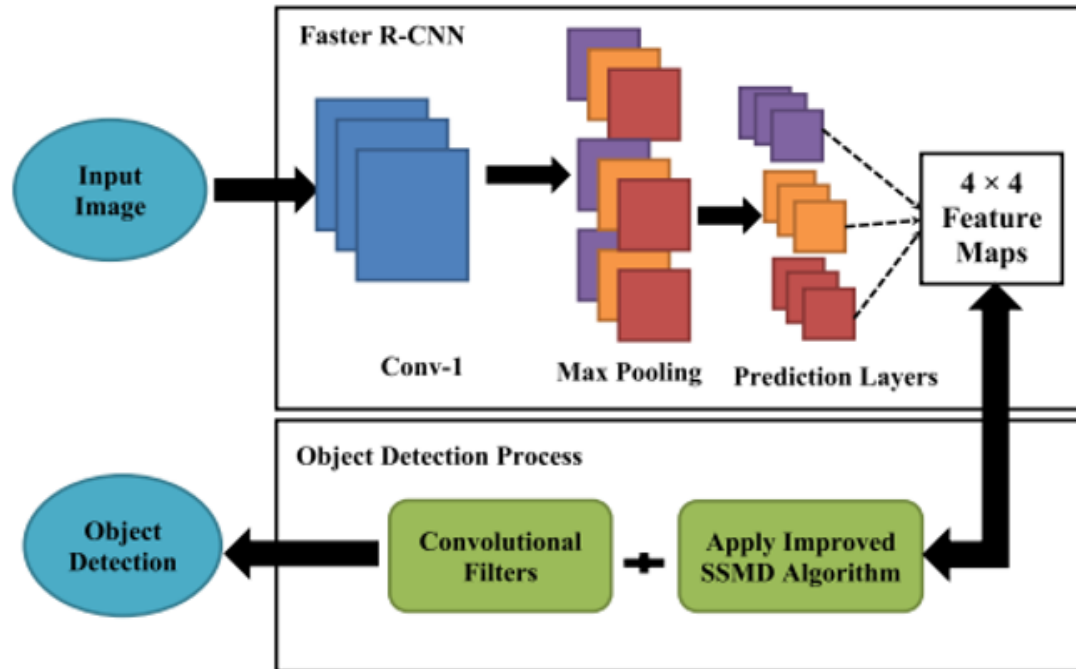 Faster R-CNN
Input
Image
4 × 4
Feature
Maps
Conv-1
Max Pooling
Prediction Layers
Object Detection Process
Object
Detection
Convolutional
Filters
+
Apply Improved
SSMD Algorithm